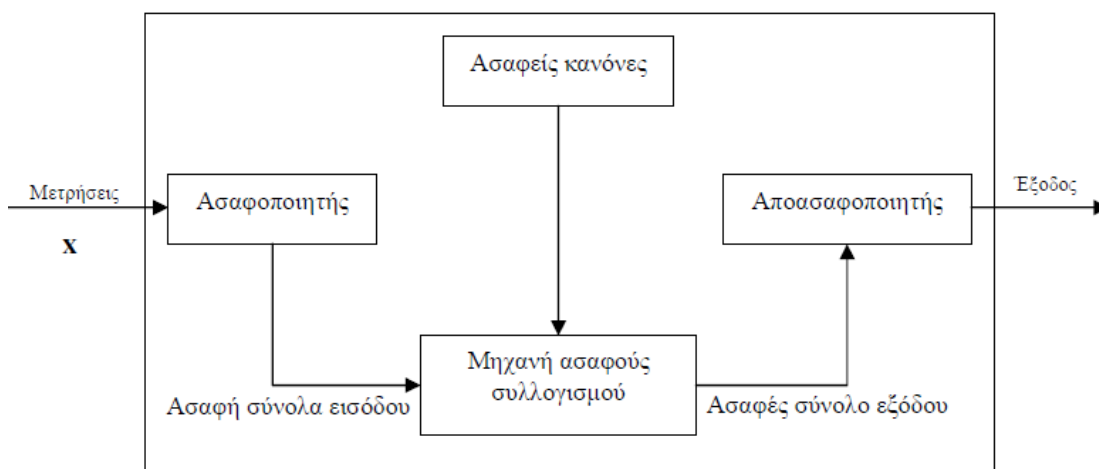 Ασαφείς κανόνες
Μετρήσεις
x
Ασαφοποιητής
Αποασαφοποιητής
Έξοδος
Μηχανή ασαφούς
συλλογισμού
Ασαφή σύνολα εισόδου
Ασαφές σύνολο εξόδου